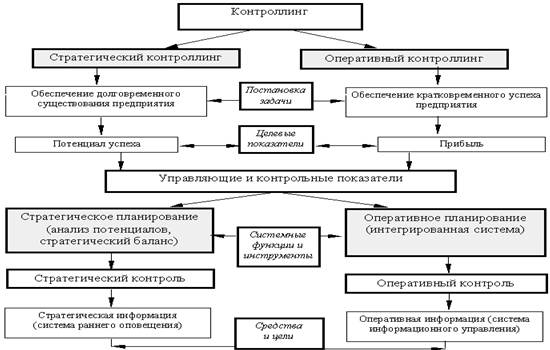 Контроллинг
Стратегический контроллинг
Оперативный контроллинг
Обеспечение долговременного
существования предприятия
Постановка
задачи
Обеспечение кратковременного успеха
предприятия
Потенциал успеха
Целевые
показатели
Прибыль
Управляющие и контрольные показатели
Стратегическое планирование
(анализ потенциалов,
стратегический баланс)
Системные
функции и
инструменты
Оперативное планирование
(интегрированная система)
Стратегический контроль
Оперативный контроль
Стратегическая информация
(система раннего оповещения)
Средства
и цели
Оперативная информация (система
информационного управления)